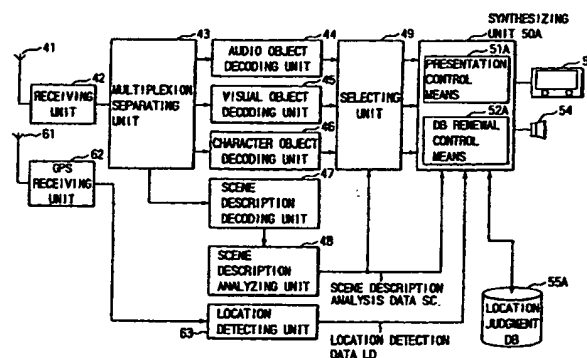 41
42
RECEIVING
UNIT
61
62
GPS
RECEIVING
UNIT
43
MULTIPLEXION
SEPARATING
UNIT
44
AUDIO OBJECT
DECODING UNIT
45
VISUAL OBJECT
DECODING UNIT
46
CHARACTER OBJECT
DECODING UNIT
47
SCENE
DESCRIPTION
DECODING UNIT
48
SCENE
DESCRIPTION
ANALYZING UNIT
LOCATION
DETECTING UNIT
63
49
SELECTING
UNIT
SYNTHESIZING
UNIT 50A
51A
PRESENTATION
CONTROL
MEANS
52A
DB RENEWAL
CONTROL
MEANS
54
SCENE DESCRIPTION
ANALYSIS DATA SC.
LOCATION DETECTION
DATA LD
55A
LOCATION
JUDGMENT
DB